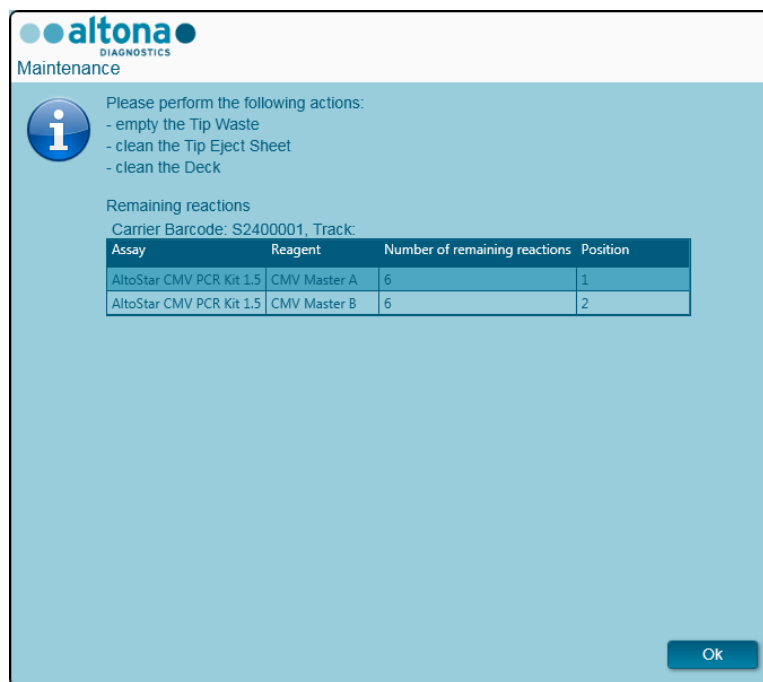 altona
DIAGNOSTICS
Maintenance
Please perform the following actions:
- empty the Tip Waste
- clean the Tip Eject Sheet
- clean the Deck
Remaining reactions
Carrier Barcode: S2400001, Track:
Assay Reagent Number of remaining reactions Position
AltoStar CMV PCR Kit 1.5 CMV Master A 6 1
AltoStar CMV PCR Kit 1.5 CMV Master B 6 2
Ok